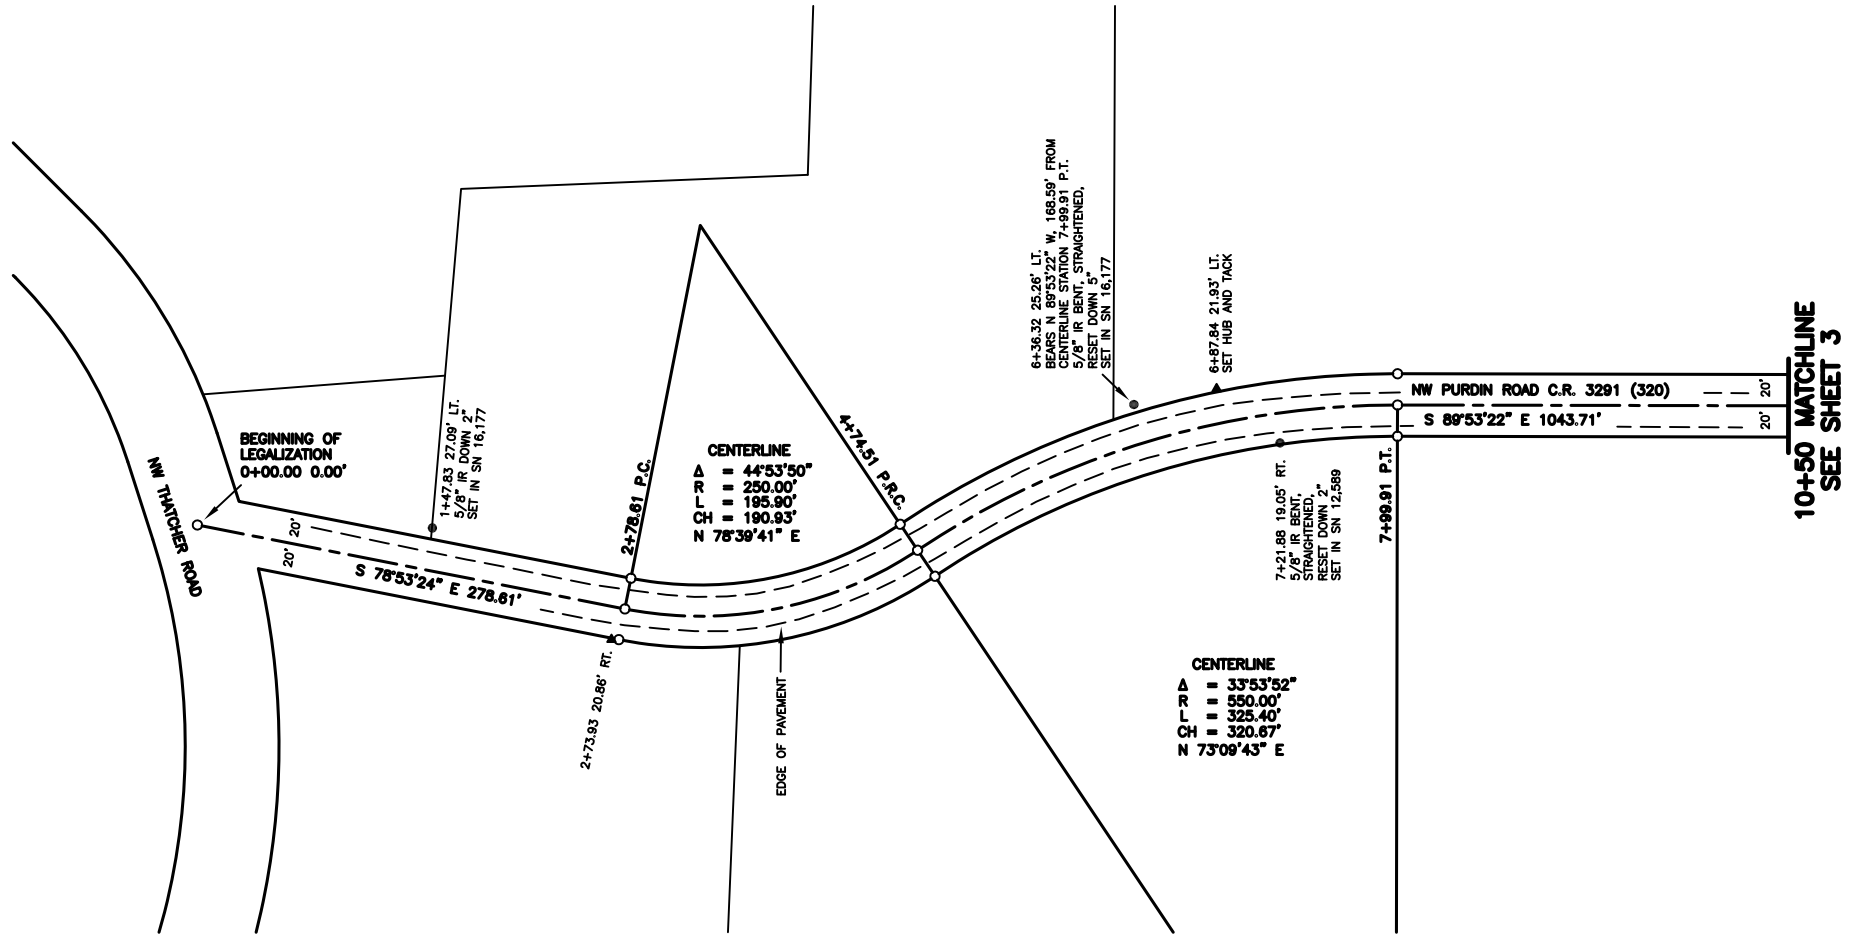 NW THATCHER ROAD
BEGINNING OF
LEGALIZATION
0+00.00 0.00'
20'
20'
S 78°53'24" E 278.61'
1+47.83 27.09' LT.
5/8" IR DOWN 2"
SET IN SN 16,177
2+78.61 P.C.
2+73.93 20.86' RT.
CENTERLINE
Δ = 44°53'50"
R = 250.00'
L = 195.90'
CH = 190.93'
N 78°39'41" E
EDGE OF PAVEMENT
4+74.51 P.R.C.
6+36.32 25.26' LT.
BEARS N 89°53'22" W, 168.59' FROM
CENTERLINE STATION 7+99.91 P.T.
5/8" IR BENT, STRAIGHTENED,
RESET DOWN 5"
SET IN SN 16,177
6+87.84 21.93' LT.
SET HUB AND TACK
7+21.88 19.05' RT.
5/8" IR BENT,
STRAIGHTENED,
RESET DOWN 2"
SET IN SN 12,589
7+99.91 P.T.
CENTERLINE
Δ = 33°53'52"
R = 550.00'
L = 325.40'
CH = 320.67'
N 73°09'43" E
NW PURDIN ROAD C.R. 3291 (320)
S 89°53'22" E 1043.71'
20'
20'
10+50 MATCHLINE
SEE SHEET 3